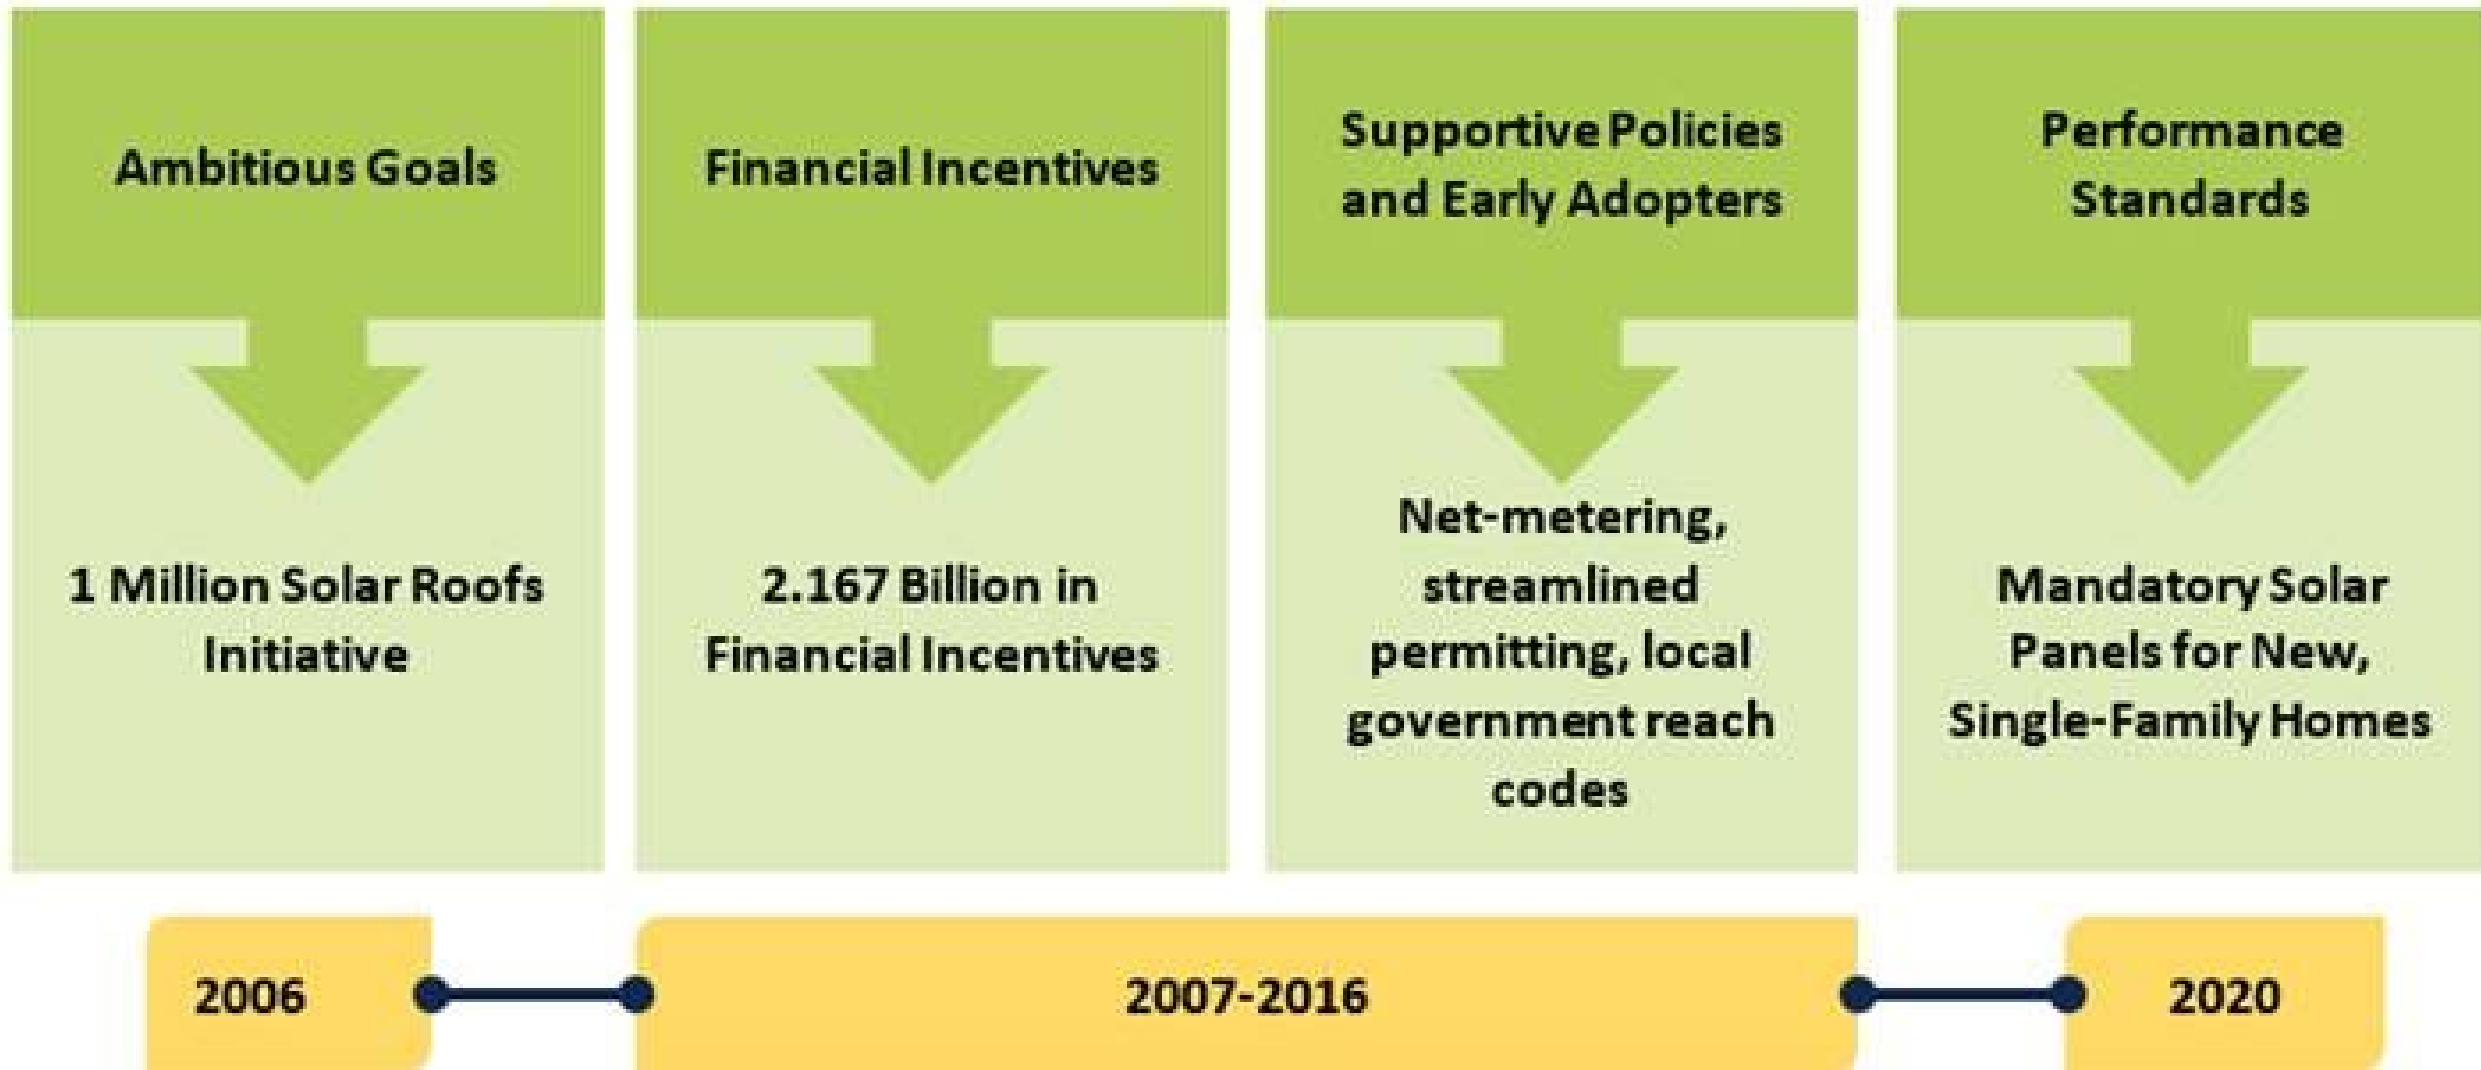 Ambitious Goals
1 Million Solar Roofs
Initiative
Financial Incentives
2.167 Billion in
Financial Incentives
Supportive Policies
and Early Adopters
Net-metering,
streamlined
permitting, local
government reach
codes
Performance
Standards
Mandatory Solar
Panels for New,
Single-Family Homes
2006
2007-2016
2020